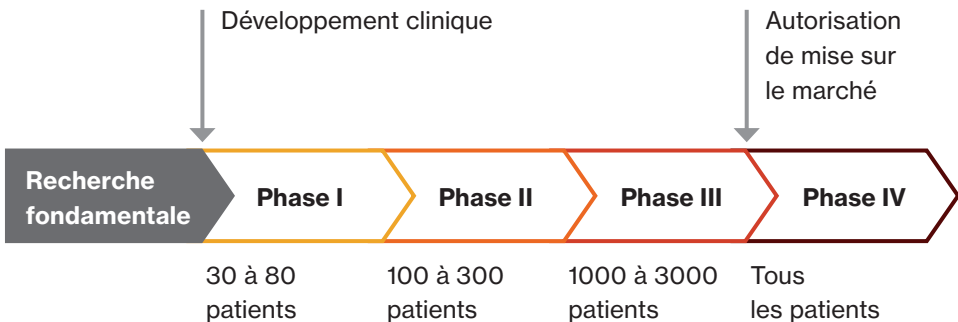 Développement clinique
Autorisation
de mise sur
le marché
Recherche
fondamentale
Phase I
Phase II
Phase III
Phase IV
30 à 80
patients
100 à 300
patients
1000 à 3000
patients
Tous
les patients